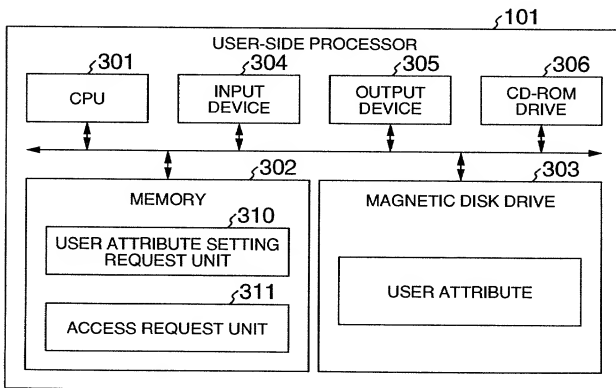 101
USER-SIDE PROCESSOR
301
304
305
306
CPU
INPUT
DEVICE
OUTPUT
DEVICE
CD-ROM
DRIVE
302
303
MEMORY
MAGNETIC DISK DRIVE
310
USER ATTRIBUTE SETTING
REQUEST UNIT
311
ACCESS REQUEST UNIT
USER ATTRIBUTE